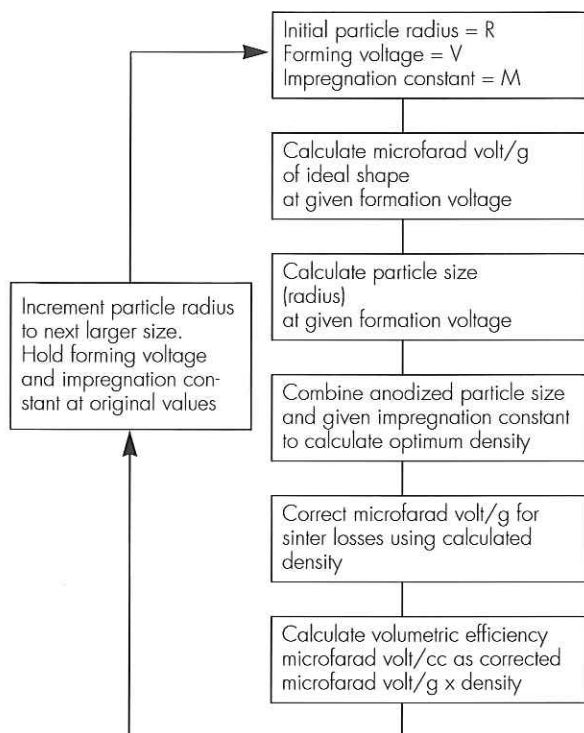 Initial particle radius = R
Forming voltage = V
Impregnation constant = M
Calculate microfarad volt/g
of ideal shape
at given formation voltage
Calculate particle size
(radius)
at given formation voltage
Combine anodized particle size
and given impregnation constant
to calculate optimum density
Correct microfarad volt/g for
sinter losses using calculated
density
Calculate volumetric efficiency
microfarad volt/cc as corrected
microfarad volt/g x density
Increment particle radius
to next larger size.
Hold forming voltage
and impregnation con-
stant at original values